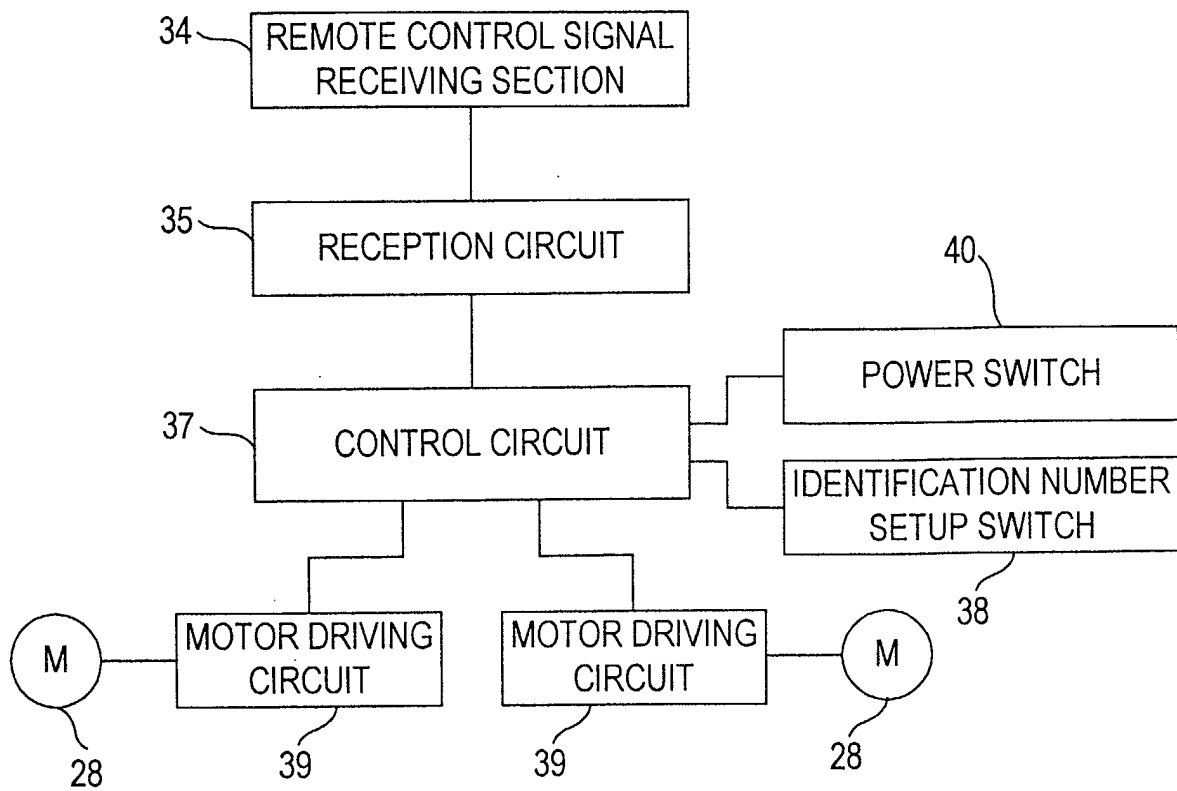 34
REMOTE CONTROL SIGNAL
RECEIVING SECTION
35
RECEPTION CIRCUIT
40
POWER SWITCH
37
CONTROL CIRCUIT
IDENTIFICATION NUMBER
SETUP SWITCH
38
M
MOTOR DRIVING
CIRCUIT
MOTOR DRIVING
CIRCUIT
M
28
39
39
28